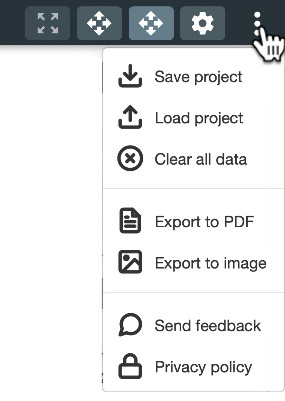 Save project
Load project
Clear all data
Export to PDF
Export to image
Send feedback
Privacy policy